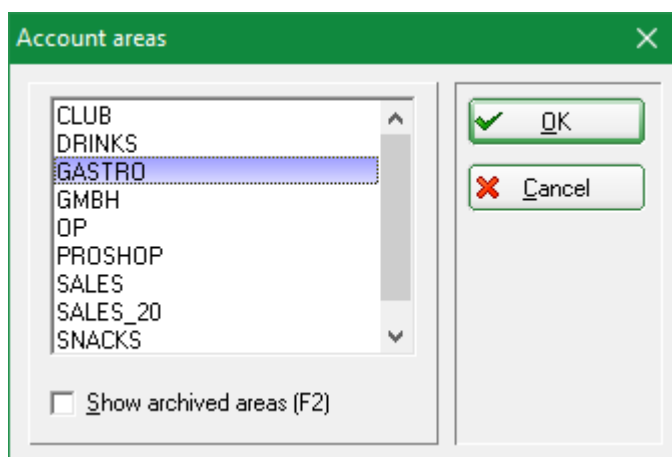 Account areas
CLUB
DRINKS
GASTRO
GMBH
OP
PROSHOP
SALES
SALES_20
SNACKS
Show archived areas (F2)
OK
Cancel